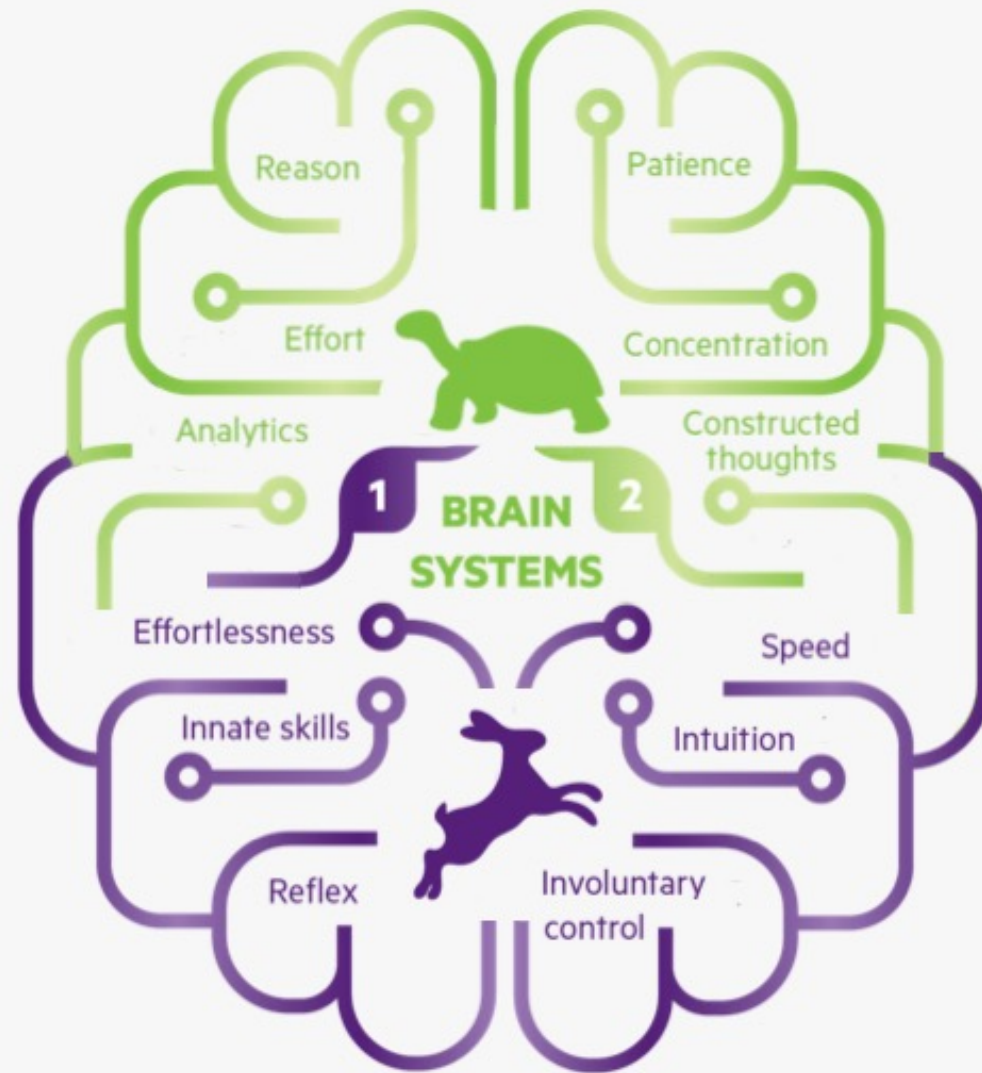 Reason
Patience
Effort
Concentration
Analytics
Constructed
thoughts
1
2
BRAIN
SYSTEMS
Effortlessness
Speed
Innate skills
Intuition
Reflex
Involuntary
control